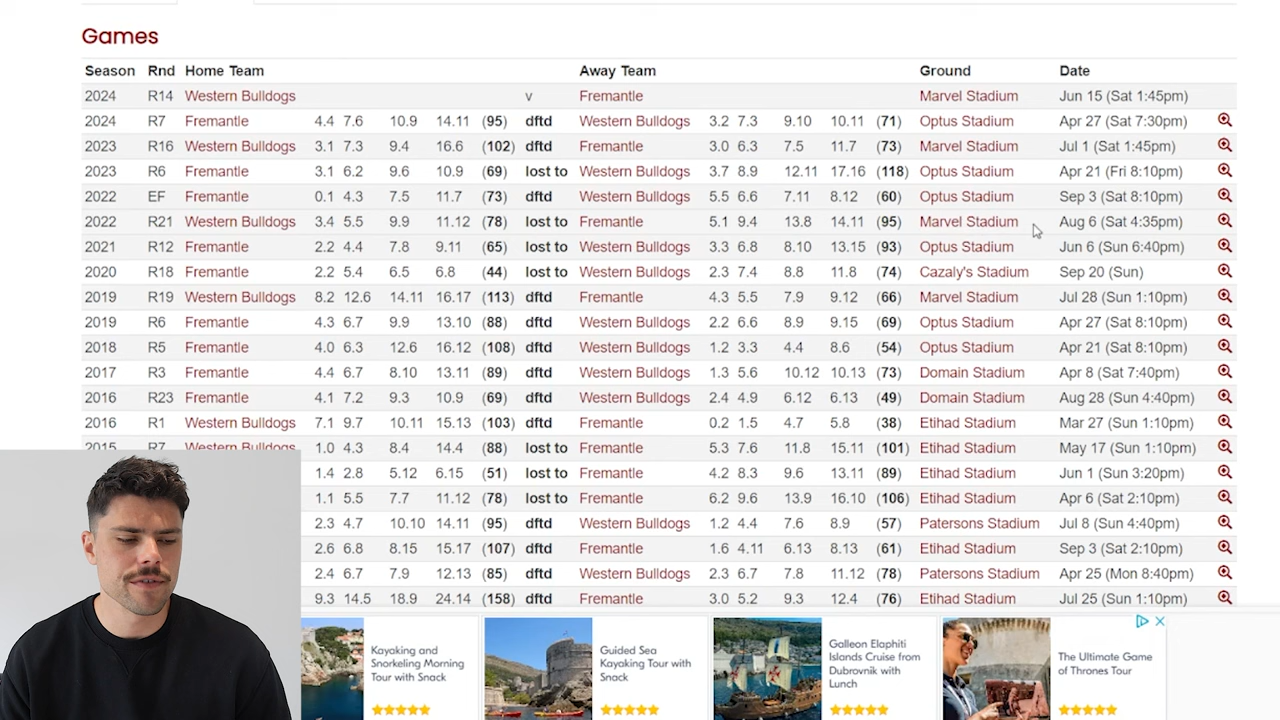 Games
Season Rnd Home Team Away Team Ground Date
2024 R14 Western Bulldogs v Fremantle Marvel Stadium Jun 15 (Sat 1:45pm)
2024 R7 Fremantle 4.4 7.6 10.9 14.11 (95) dftd Western Bulldogs 3.2 7.3 9.10 10.11 (71) Optus Stadium Apr 27 (Sat 7:30pm)
2023 R16 Western Bulldogs 3.1 7.3 9.4 16.6 (102) dftd Fremantle 3.0 6.3 7.5 11.7 (73) Marvel Stadium Jul 1 (Sat 1:45pm)
2023 R6 Fremantle 3.1 6.2 9.6 10.9 (69) lost to Western Bulldogs 3.7 8.9 12.11 17.16 (118) Optus Stadium Apr 21 (Fri 8:10pm)
2022 EF Fremantle 0.1 4.3 7.5 11.7 (73) dftd Western Bulldogs 5.5 6.6 7.11 8.12 (60) Optus Stadium Sep 3 (Sat 8:10pm)
2022 R21 Western Bulldogs 3.4 5.5 9.9 11.12 (78) lost to Fremantle 5.1 9.4 13.8 14.11 (95) Marvel Stadium Aug 6 (Sat 4:35pm)
2021 R12 Fremantle 2.2 4.4 7.8 9.11 (65) lost to Western Bulldogs 3.3 6.8 8.10 13.15 (93) Optus Stadium Jun 6 (Sun 6:40pm)
2020 R18 Fremantle 2.2 5.4 6.5 6.8 (44) lost to Western Bulldogs 2.3 7.4 8.8 11.8 (74) Cazaly's Stadium Sep 20 (Sun)
2019 R19 Western Bulldogs 8.2 12.6 14.11 16.17 (113) dftd Fremantle 4.3 5.5 7.9 9.12 (66) Marvel Stadium Jul 28 (Sun 1:10pm)
2019 R6 Fremantle 4.3 6.7 9.9 13.10 (88) dftd Western Bulldogs 2.2 6.6 8.9 9.15 (69) Optus Stadium Apr 27 (Sat 8:10pm)
2018 R5 Fremantle 4.0 6.3 12.6 16.12 (108) dftd Western Bulldogs 1.2 3.3 4.4 8.6 (54) Optus Stadium Apr 21 (Sat 8:10pm)
2017 R3 Fremantle 4.4 6.7 8.10 13.11 (89) dftd Western Bulldogs 1.3 5.6 10.12 10.13 (73) Domain Stadium Apr 8 (Sat 7:40pm)
2016 R23 Fremantle 4.1 7.2 9.3 10.9 (69) dftd Western Bulldogs 2.4 4.9 6.12 6.13 (49) Domain Stadium Aug 28 (Sun 4:40pm)
2016 R1 Western Bulldogs 7.1 9.7 10.11 15.13 (103) dftd Fremantle 0.2 1.5 4.7 5.8 (38) Etihad Stadium Mar 27 (Sun 1:10pm)
2015 R7 Western Bulldogs 1.0 4.3 8.4 14.4 (88) lost to Fremantle 5.3 7.6 11.8 15.11 (101) Etihad Stadium May 17 (Sun 1:10pm)
1.4 2.8 5.12 6.15 (51) lost to Fremantle 4.2 8.3 9.6 13.11 (89) Etihad Stadium Jun 1 (Sun 3:20pm)
1.1 5.5 7.7 11.12 (78) lost to Fremantle 6.2 9.6 13.9 16.10 (106) Etihad Stadium Apr 6 (Sat 2:10pm)
2.3 4.7 10.10 14.11 (95) dftd Western Bulldogs 1.2 4.4 7.6 8.9 (57) Patersons Stadium Jul 8 (Sun 4:40pm)
2.6 6.8 8.15 15.17 (107) dftd Fremantle 1.6 4.11 6.13 8.13 (61) Etihad Stadium Sep 3 (Sat 2:10pm)
2.4 6.7 7.9 12.13 (85) dftd Western Bulldogs 2.3 6.7 7.8 11.12 (78) Patersons Stadium Apr 25 (Mon 8:40pm)
9.3 14.5 18.9 24.14 (158) dftd Fremantle 3.0 5.2 9.3 12.4 (76) Etihad Stadium Jul 25 (Sun 1:10pm)
Kayaking and
Snorkeling Morning
Tour with Snack
Guided Sea
Kayaking Tour with
Snack
Galleon Elaphiti
Islands Cruise from
Dubrovnik with
Lunch
The Ultimate Game
of Thrones Tour